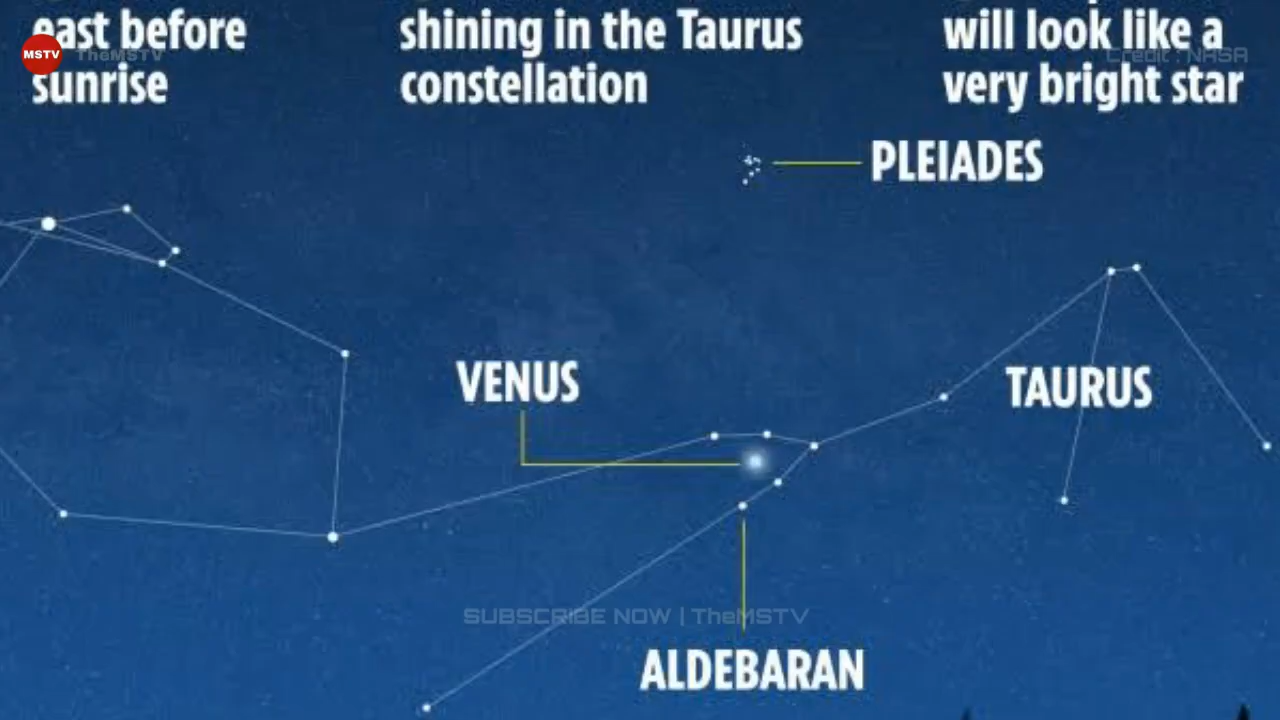 east before
sunrise
shining in the Taurus
constellation
will look like a
very bright star
MSTV
TheMSTV
Credit : NASA
PLEIADES
VENUS
TAURUS
SUBSCRIBE NOW | TheMSTV
ALDEBARAN